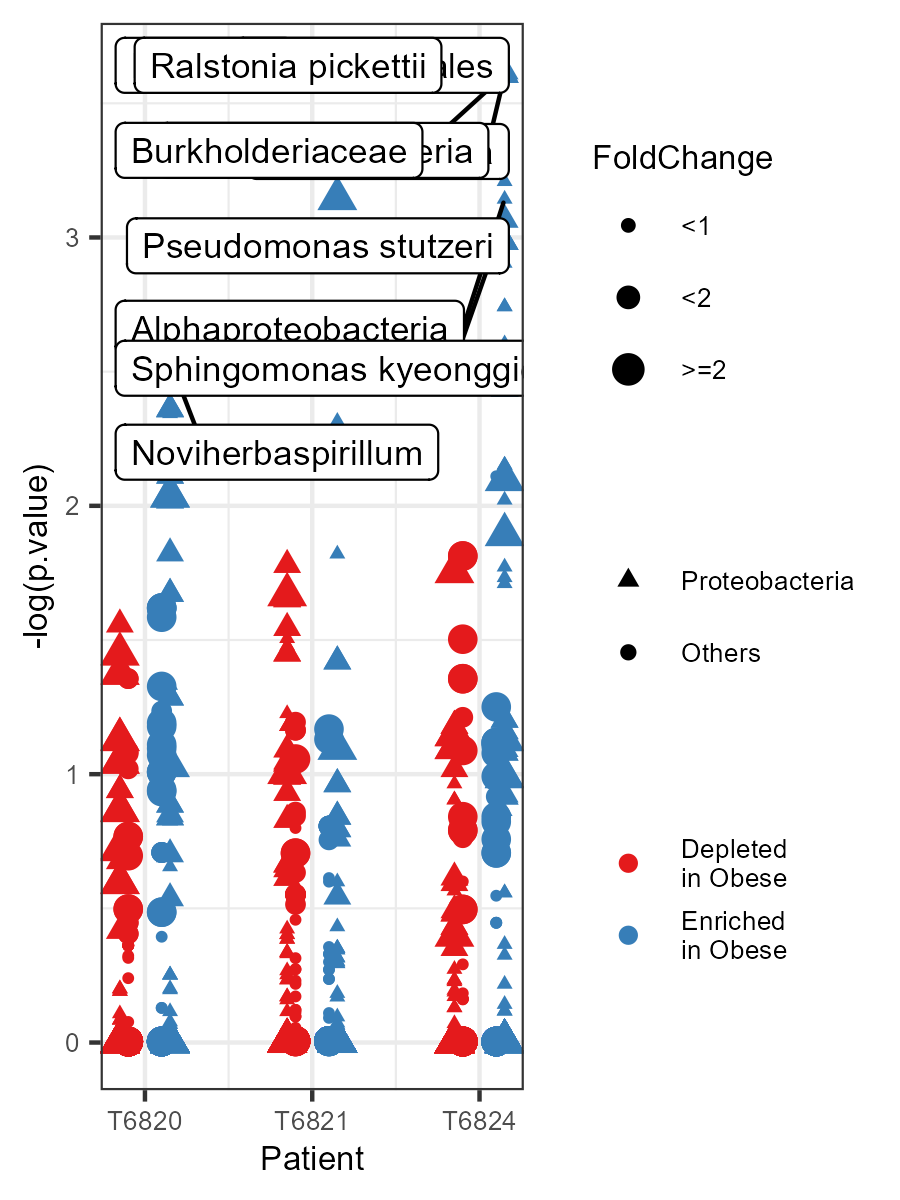 Ralstonia pickettii
ales
Burkholderiaceae
eria
Pseudomonas stutzeri
Alphaproteobacteria
Sphingomonas kyeonggi
Noviherbaspirillum
3
2
1
0
-log(p.value)
T6820
T6821
T6824
Patient
FoldChange
<1
<2
>=2
Proteobacteria
Others
Depleted
in Obese
Enriched
in Obese